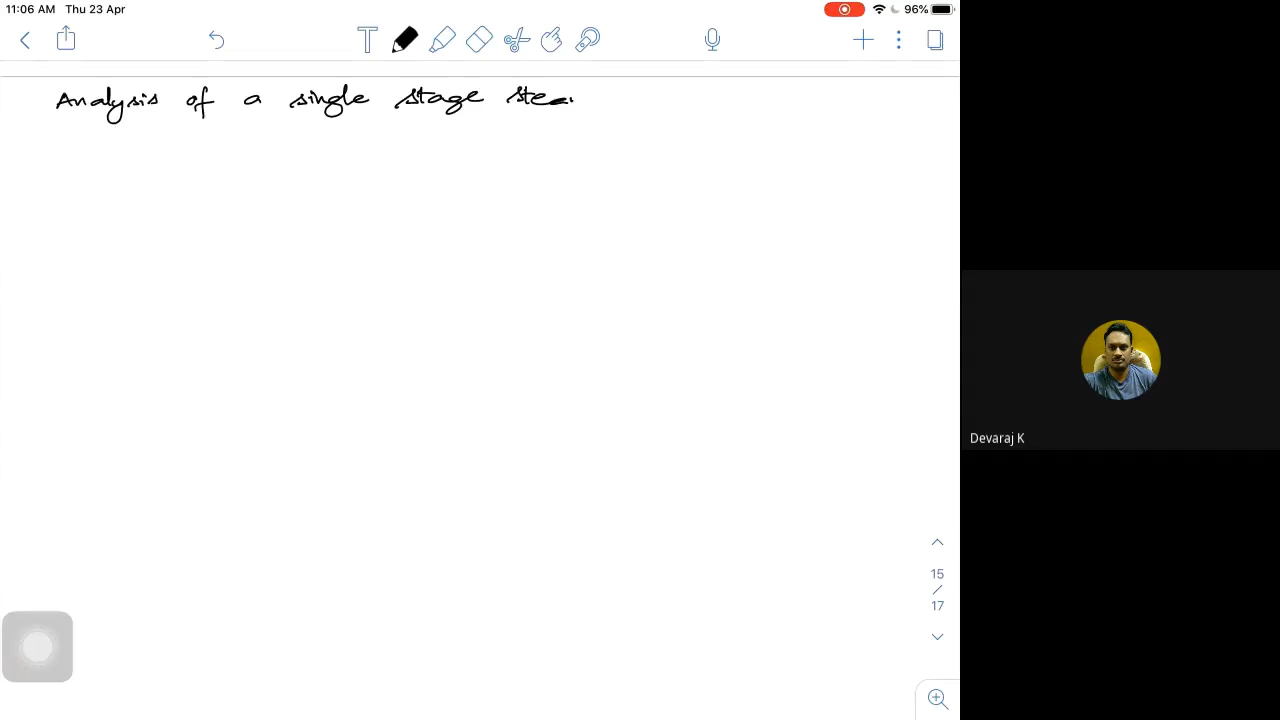 11:06 AM Thu 23 Apr
96%
T
Analysis of a single stage
Devaraj K
15
/
17